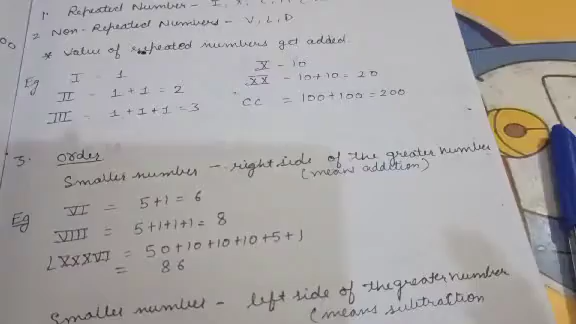 1. Repeated Number - I, X,
2. Non-Repeated Numbers - V, L, D
* Value of repeated numbers get added.
Eg I - 1
II - 1 + 1 = 2
III - 1 + 1 + 1 = 3
X - 10
XX - 10 + 10 = 20
CC = 100 + 100 = 200
3. Order
Smaller number - right side of the greater number
(means addition)
Eg VI = 5 + 1 = 6
VIII = 5+1+1+1 = 8
LXXXVI = 50+10+10+10+5+1
= 86
Smaller number - left side of the greater number
(means subtraction